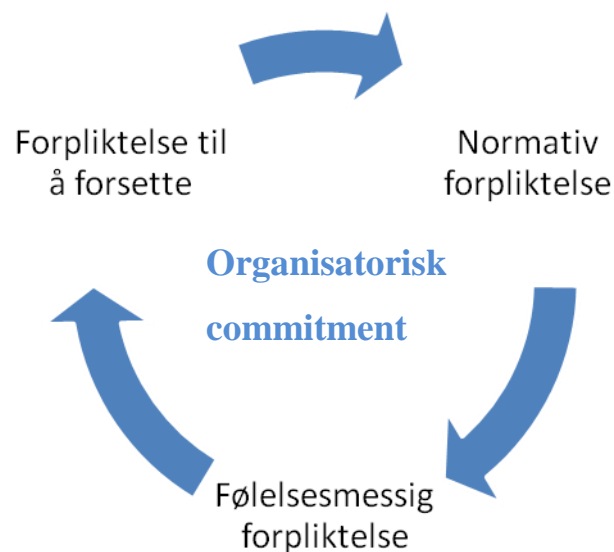 Forpliktelse til
å forsette
Normativ
forpliktelse
Organisatorisk
commitment
Følelsesmessig
forpliktelse